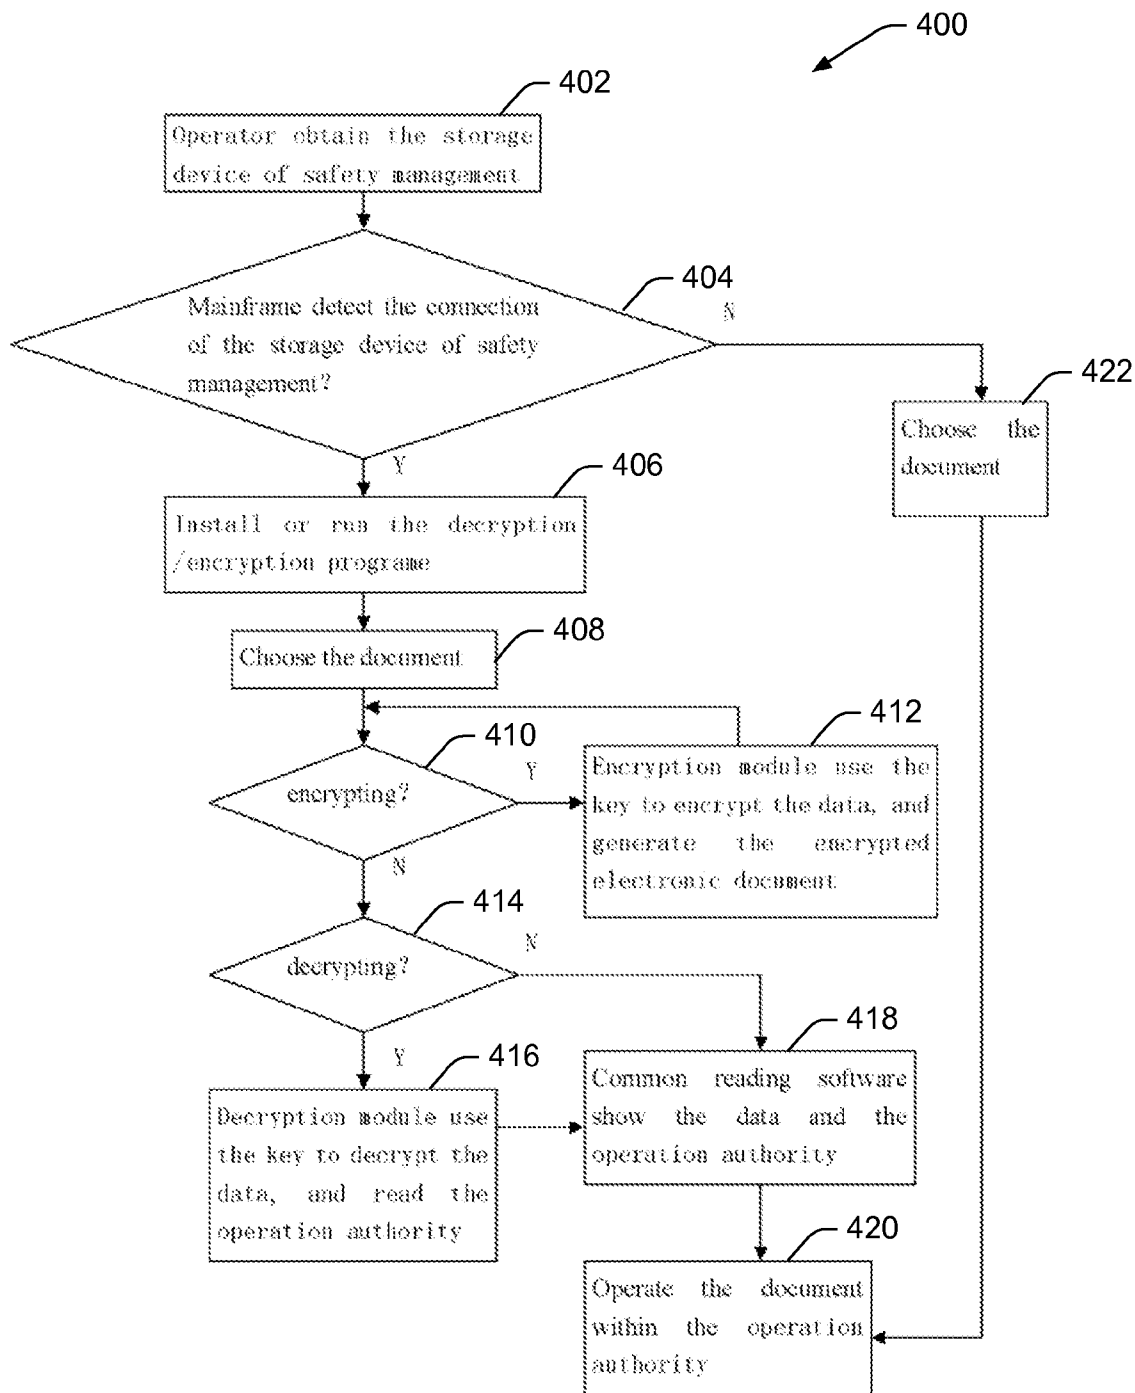 400
402
Operator obtain the storage
device of safety management
404
Mainframe detect the connection
of the storage device of safety
management?
N
422
Choose the
document
Y
406
Install or run the decryption
/encryption programe
408
Choose the document
410
encrypting?
Y
412
Encryption module use the
key to encrypt the data, and
generate the encrypted
electronic document
N
414
decrypting?
N
Y
416
Decryption module use
the key to decrypt the
data, and read the
operation authority
418
Common reading software
show the data and the
operation authority
420
Operate the document
within the operation
authority